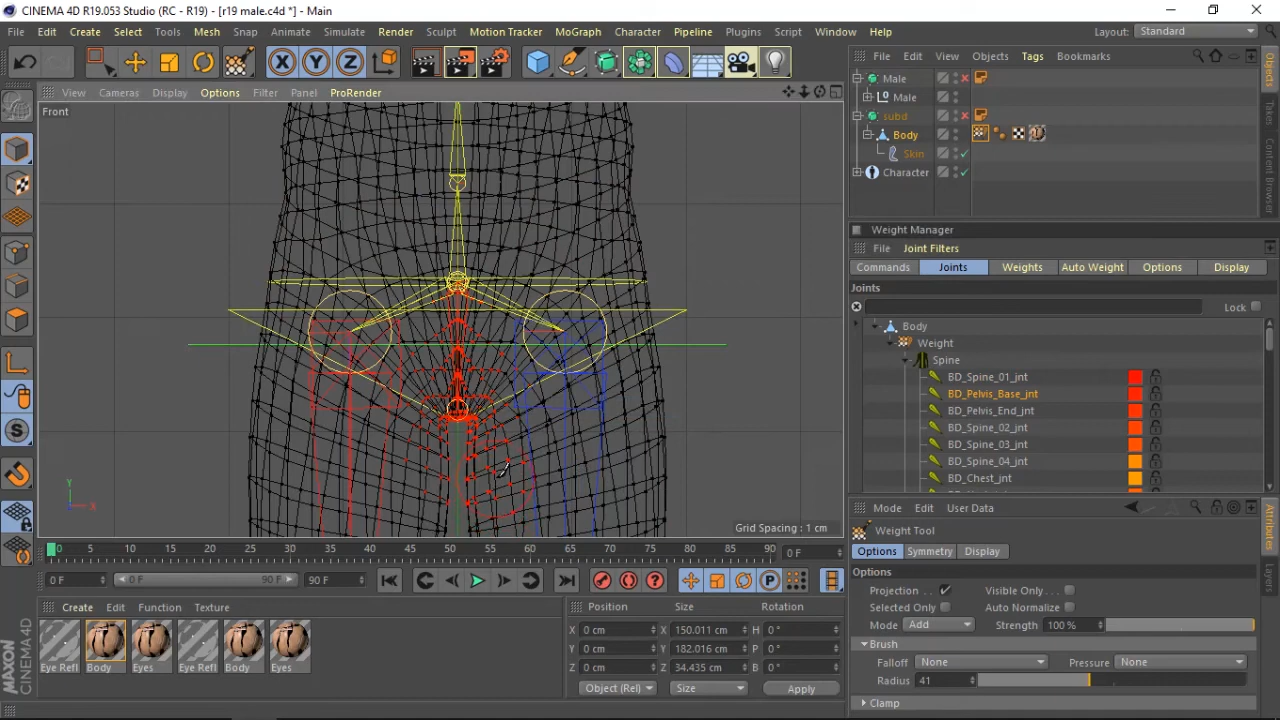 CINEMA 4D R19.053 Studio (RC - R19) - [r19 male.c4d *] - Main
File Edit Create Select Tools Mesh Snap Animate Simulate Render Sculpt Motion Tracker MoGraph Character Pipeline Plugins Script Window Help Layout: Standard
X Y Z
File Edit View Objects Tags Bookmarks
View Cameras Display Options Filter Panel ProRender
Male
Male
subd
Body
Skin
Character
Objects
Takes
Content Browser
Structure
Front
Weight Manager
File Joint Filters
Commands Joints Weights Auto Weight Options Display
Joints
Lock
Body
Weight
Spine
BD_Spine_01_jnt
BD_Pelvis_Base_jnt
BD_Pelvis_End_jnt
BD_Spine_02_jnt
BD_Spine_03_jnt
BD_Spine_04_jnt
BD_Chest_jnt
Y
X
Grid Spacing : 1 cm
Mode Edit User Data
Weight Tool
Options Symmetry Display
Options
Projection . . Visible Only . . .
Selected Only Auto Normalize
Mode Add Strength 100 %
Brush
Falloff None Pressure None
Radius 41
Clamp
Attributes
Layers
0 5 10 15 20 25 30 35 40 45 50 55 60 65 70 75 80 85 90 0 F
0 F 0 F 90 F 90 F
P
Create Edit Function Texture
Eye Refl Body Eyes Eye Refl Body Eyes
Position Size Rotation
X 0 cm X 150.011 cm H 0 °
Y 0 cm Y 182.016 cm P 0 °
Z 0 cm Z 34.435 cm B 0 °
Object (Rel) Size Apply
MAXON
CINEMA 4D